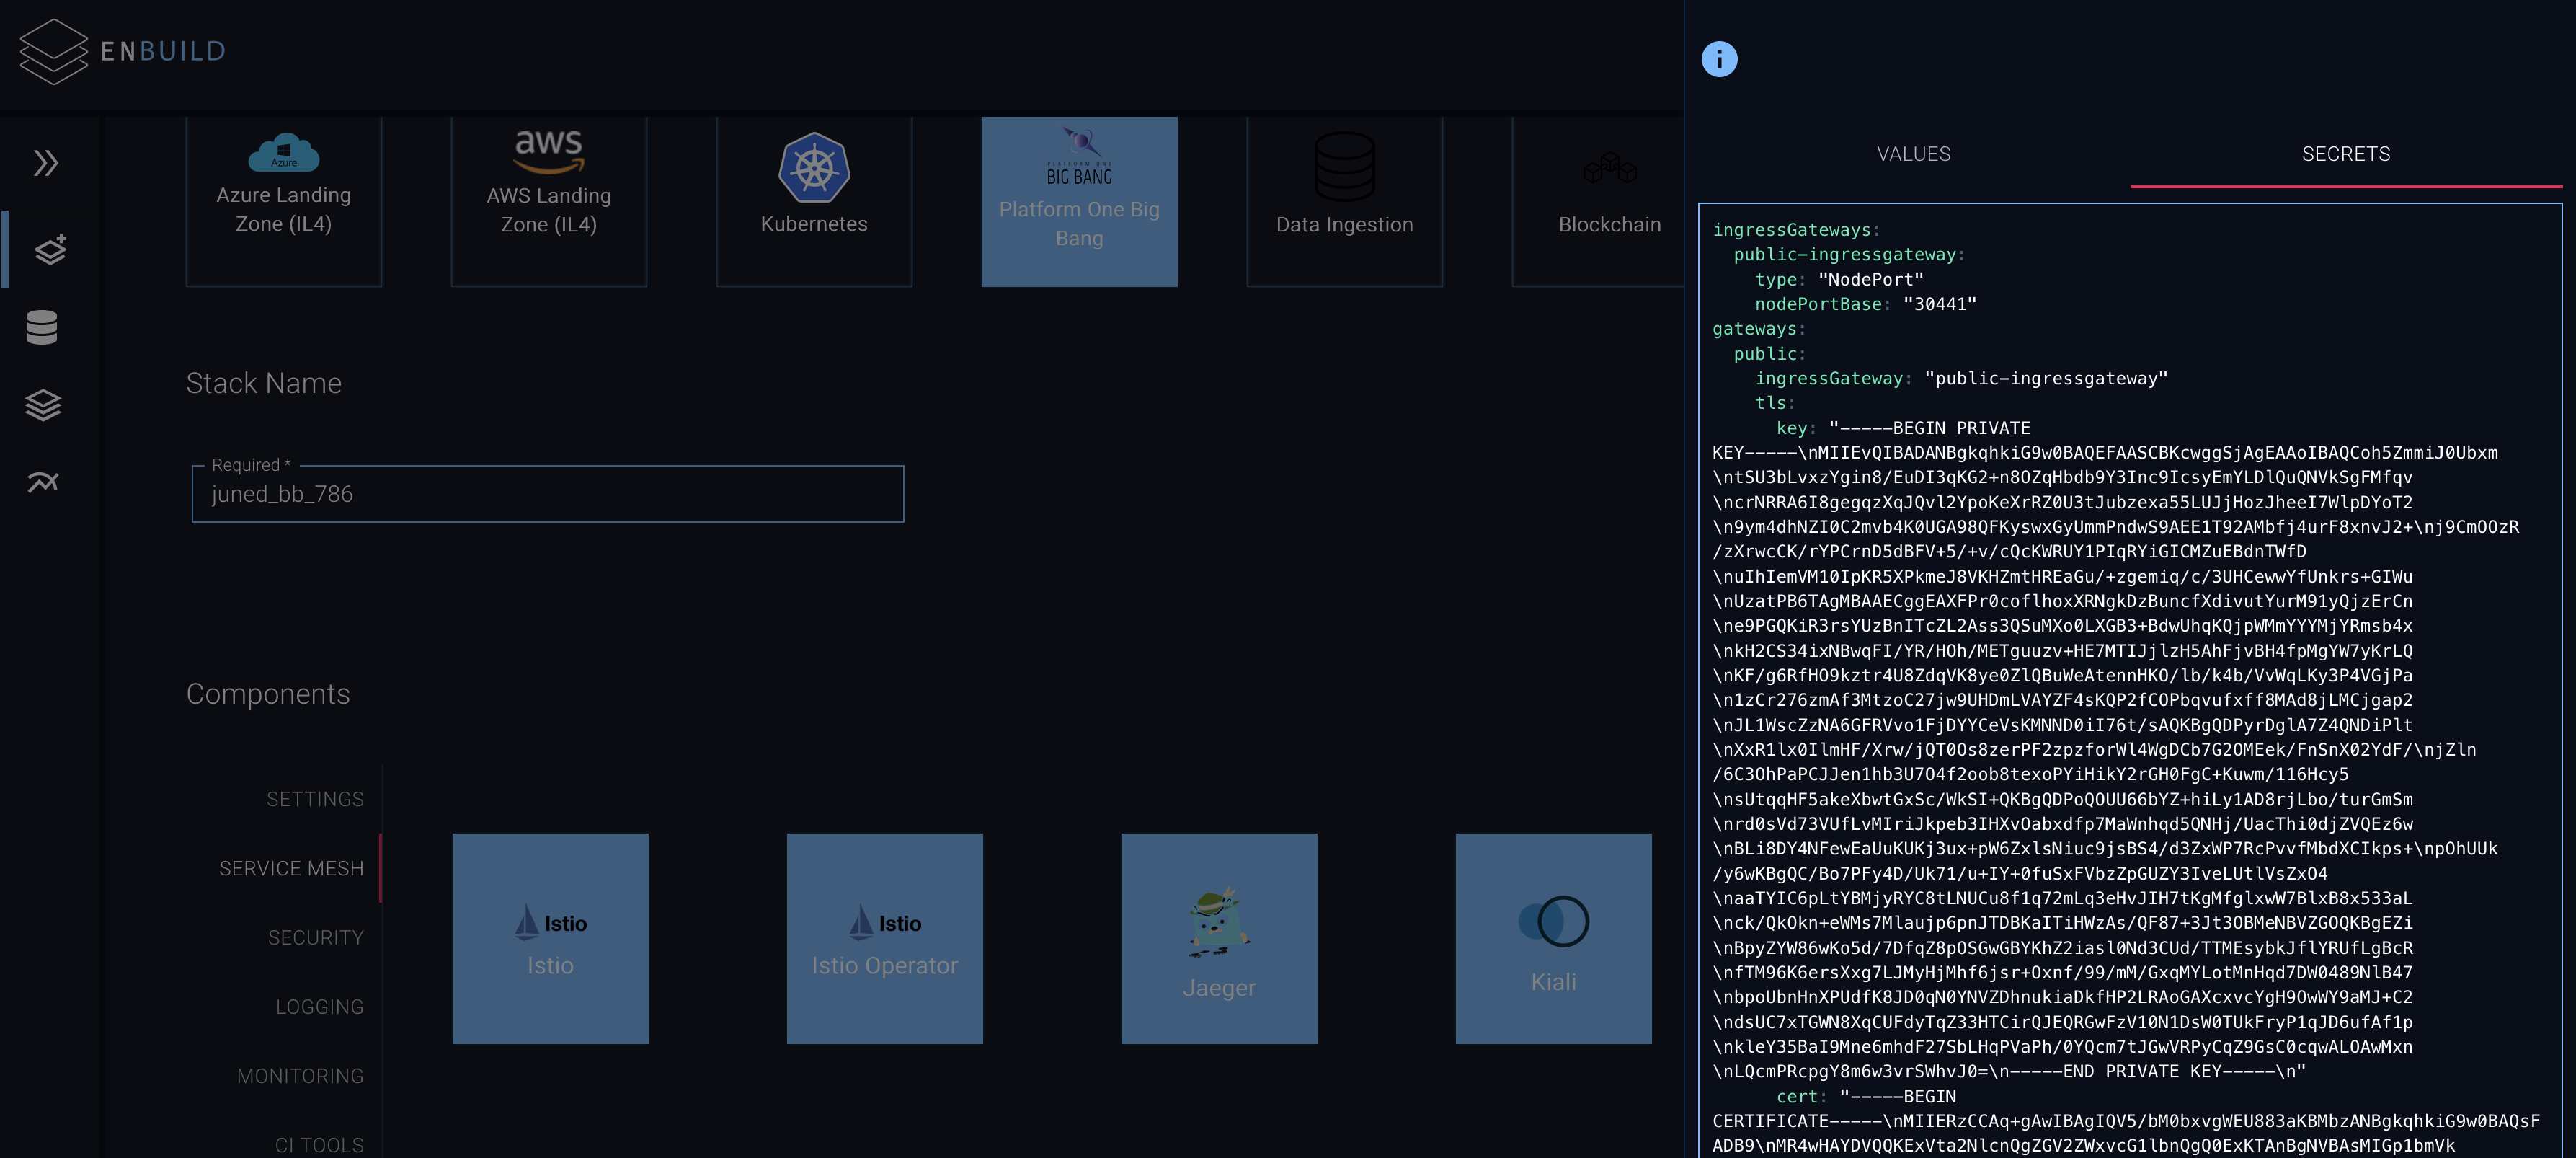 ENBUILD
Azure
Azure Landing
Zone (IL4)
aws
AWS Landing
Zone (IL4)
Kubernetes
PLATFORM ONE
BIG BANG
Platform One Big
Bang
Data Ingestion
Blockchain
Stack Name
Required *
juned_bb_786
Components
SETTINGS
SERVICE MESH
SECURITY
LOGGING
MONITORING
CI TOOLS
Istio
Istio
Istio
Istio Operator
Jaeger
Kiali
i
VALUES
SECRETS
ingressGateways:
public-ingressgateway:
type: "NodePort"
nodePortBase: "30441"
gateways:
public:
ingressGateway: "public-ingressgateway"
tls:
key: "-----BEGIN PRIVATE
KEY-----\nMIIEvQIBADANBgkqhkiG9w0BAQEFAASCBKcwggSjAgEAAoIBAQCoh5ZmmiJ0Ubxm
\ntSU3bLvxzYgin8/EuDI3qKG2+n8OZqHbdb9Y3Inc9IcsyEmYLDlQuQNVkSgFMfqv
\ncrNRRA6I8gegqzXqJQvl2YpoKeXrRZ0U3tJubzexa55LUJjHozJheeI7WlpDYoT2
\n9ym4dhNZI0C2mvb4K0UGA98QFKyswxGyUmmPndwS9AEE1T92AMbfj4urF8xnvJ2+\nj9CmOOzR
/zXrwcCK/rYPCrnD5dBFV+5/+v/cQcKWRUY1PIqRYiGICMZuEBdnTWfD
\nuIhIemVM10IpKR5XPkmeJ8VKHZmtHREaGu/+zgemiq/c/3UHCewwYfUnkrs+GIWu
\nUzatPB6TAgMBAAECggEAXFPr0coflhoxXRNgkDzBuncfXdivutYurM91yQjzErCn
\ne9PGQKiR3rsYUzBnITcZL2Ass3QSuMXo0LXGB3+BdwUhqKQjpWMmYYYMjYRmsb4x
\nkH2CS34ixNBwqFI/YR/HOh/METguuzv+HE7MTIJjlzH5AhFjvBH4fpMgYW7yKrLQ
\nKF/g6RfHO9kztr4U8ZdqVK8ye0ZlQBuWeAtennHKO/lb/k4b/VvWqLKy3P4VGjPa
\n1zCr276zmAf3MtzoC27jw9UHDmLVAYZF4sKQP2fCOPbqvufxff8MAd8jLMCjgap2
\nJL1WscZzNA6GFRVvo1FjDYYCeVsKMNND0iI76t/sAQKBgQDPyrDglA7Z4QNDiPlt
\nXxR1lx0IlmHF/Xrw/jQT0Os8zerPF2zpzforWl4WgDCb7G2OMEek/FnSnX02YdF/\njZln
/6C3OhPaPCJJen1hb3U7O4f2oob8texoPYiHikY2rGH0FgC+Kuwm/116Hcy5
\nsUtqqHF5akeXbwtGxSc/WkSI+QKBgQDPoQOUU66bYZ+hiLy1AD8rjLbo/turGmSm
\nrd0sVd73VUfLvMIriJkpeb3IHXvOabxdfp7MaWnhqd5QNHj/UacThi0djZVQEz6w
\nBLi8DY4NFewEaUuKUKj3ux+pW6ZxlsNiuc9jsBS4/d3ZxWP7RcPvvfMbdXCIkps+\npOhUUk
/y6wKBgQC/Bo7PFy4D/Uk71/u+IY+0fuSxFVbzZpGUZY3IveLUtlVsZxO4
\naaTYIC6pLtYBMjyRYC8tLNUCu8f1q72mLq3eHvJIH7tKgMfglxwW7BlxB8x533aL
\nck/QkOkn+eWMs7Mlaujp6pnJTDBKaITiHWzAs/QF87+3Jt3OBMeNBVZGOQKBgEZi
\nBpyZYW86wKo5d/7DfqZ8pOSGwGBYKhZ2iasl0Nd3CUd/TTMEsybkJflYRUfLgBcR
\nfTM96K6ersXxg7LJMyHjMhf6jsr+Oxnf/99/mM/GxqMYLotMnHqd7DW0489NlB47
\nbpoUbnHnXPUdfK8JD0qN0YNVZDhnukiaDkfHP2LRAoGAXcxvcYgH9OwWY9aMJ+C2
\ndsUC7xTGWN8XqCUFdyTqZ33HTCirQJEQRGwFzV10N1DsW0TUkFryP1qJD6ufAf1p
\nkleY35BaI9Mne6mhdF27SbLHqPVaPh/0YQcm7tJGwVRPyCqZ9GsC0cqwALOAwMxn
\nLQcmPRcpgY8m6w3vrSWhvJ0=\n-----END PRIVATE KEY-----\n"
cert: "-----BEGIN
CERTIFICATE-----\nMIIERzCCAq+gAwIBAgIQV5/bM0bxvgWEU883aKBMbzANBgkqhkiG9w0BAQsF
ADB9\nMR4wHAYDVQQKExVta2NlcnQgZGV2ZWxvcG1lbnQgQ0ExKTAnBgNVBAsMIGp1bmVk